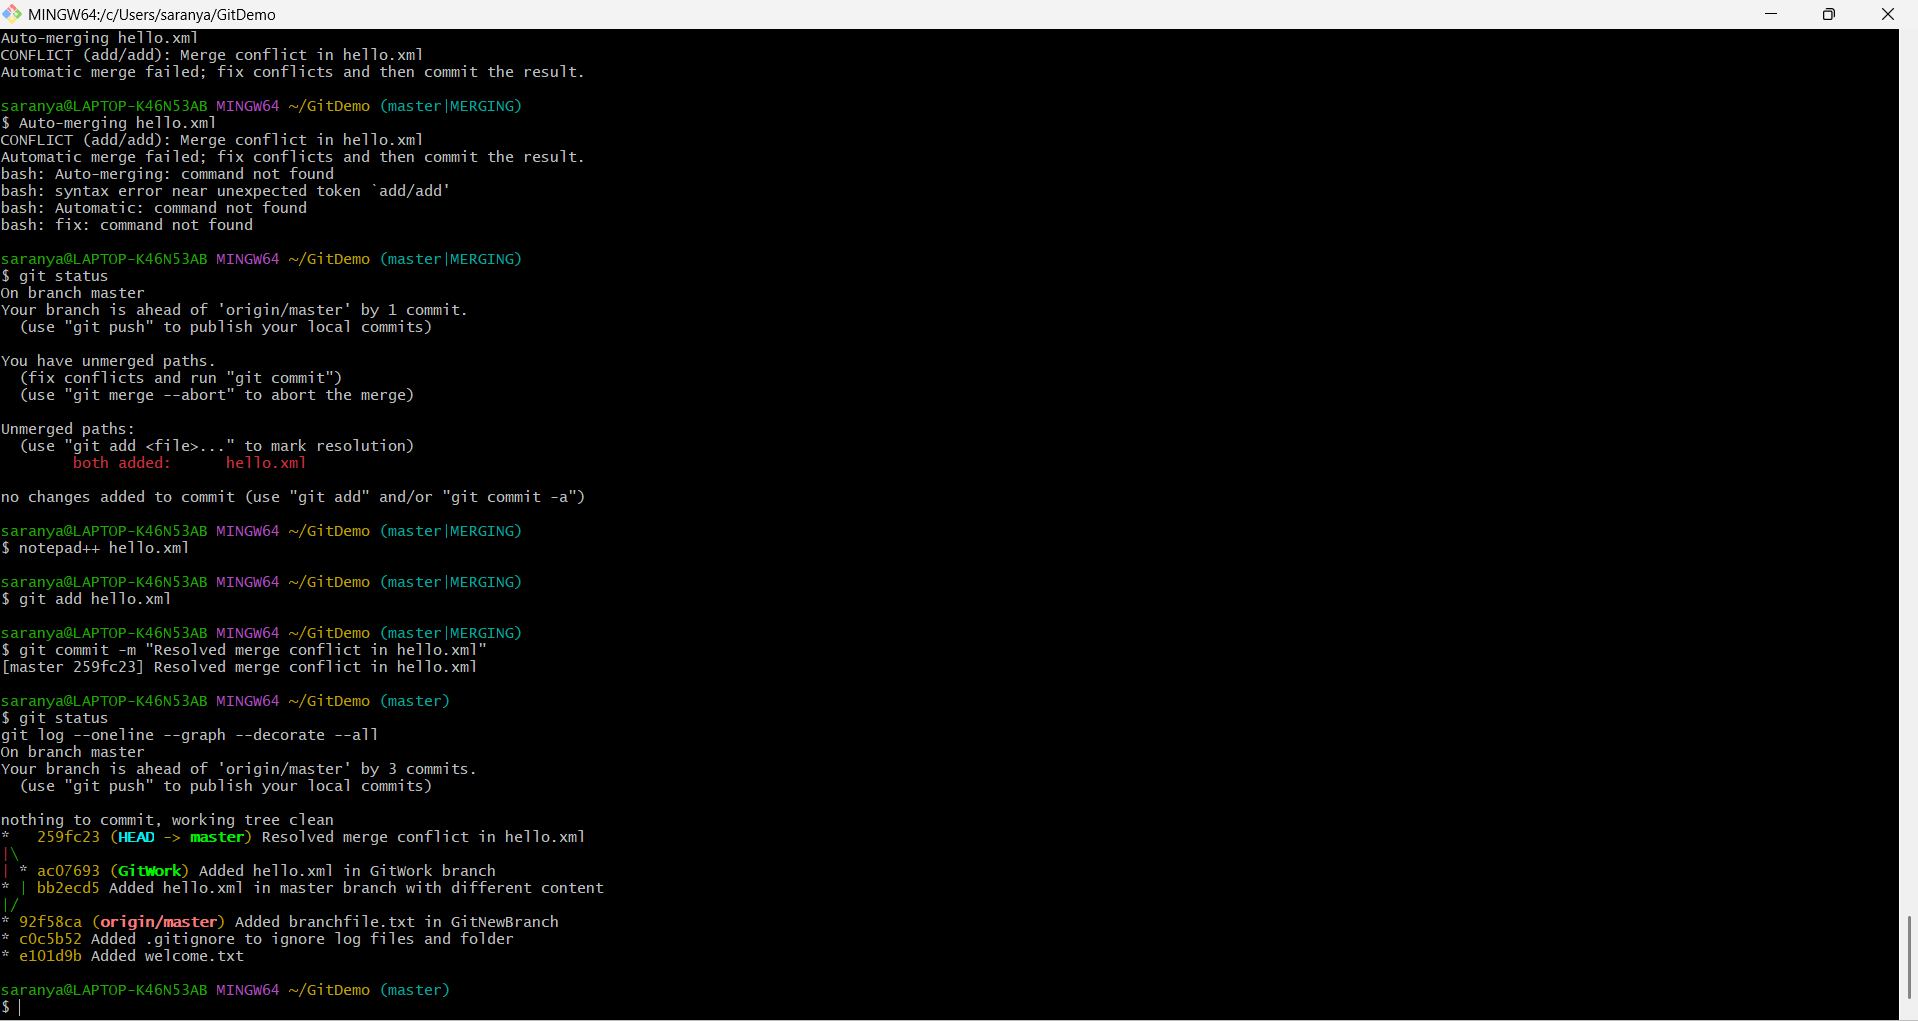 MINGW64:/c/Users/saranya/GitDemo
Auto-merging hello.xml
CONFLICT (add/add): Merge conflict in hello.xml
Automatic merge failed; fix conflicts and then commit the result.
saranya@LAPTOP-K46N53AB MINGW64 ~/GitDemo (master|MERGING)
$ Auto-merging hello.xml
CONFLICT (add/add): Merge conflict in hello.xml
Automatic merge failed; fix conflicts and then commit the result.
bash: Auto-merging: command not found
bash: syntax error near unexpected token `add/add'
bash: Automatic: command not found
bash: fix: command not found
saranya@LAPTOP-K46N53AB MINGW64 ~/GitDemo (master|MERGING)
$ git status
On branch master
Your branch is ahead of 'origin/master' by 1 commit.
  (use "git push" to publish your local commits)
You have unmerged paths.
  (fix conflicts and run "git commit")
  (use "git merge --abort" to abort the merge)
Unmerged paths:
  (use "git add <file>..." to mark resolution)
        both added:      hello.xml
no changes added to commit (use "git add" and/or "git commit -a")
saranya@LAPTOP-K46N53AB MINGW64 ~/GitDemo (master|MERGING)
$ notepad++ hello.xml
saranya@LAPTOP-K46N53AB MINGW64 ~/GitDemo (master|MERGING)
$ git add hello.xml
saranya@LAPTOP-K46N53AB MINGW64 ~/GitDemo (master|MERGING)
$ git commit -m "Resolved merge conflict in hello.xml"
[master 259fc23] Resolved merge conflict in hello.xml
saranya@LAPTOP-K46N53AB MINGW64 ~/GitDemo (master)
$ git status
git log --oneline --graph --decorate --all
On branch master
Your branch is ahead of 'origin/master' by 3 commits.
  (use "git push" to publish your local commits)
nothing to commit, working tree clean
*   259fc23 (HEAD -> master) Resolved merge conflict in hello.xml
|\
| * ac07693 (GitWork) Added hello.xml in GitWork branch
* | bb2ecd5 Added hello.xml in master branch with different content
|/
* 92f58ca (origin/master) Added branchfile.txt in GitNewBranch
* c0c5b52 Added .gitignore to ignore log files and folder
* e101d9b Added welcome.txt
saranya@LAPTOP-K46N53AB MINGW64 ~/GitDemo (master)
$